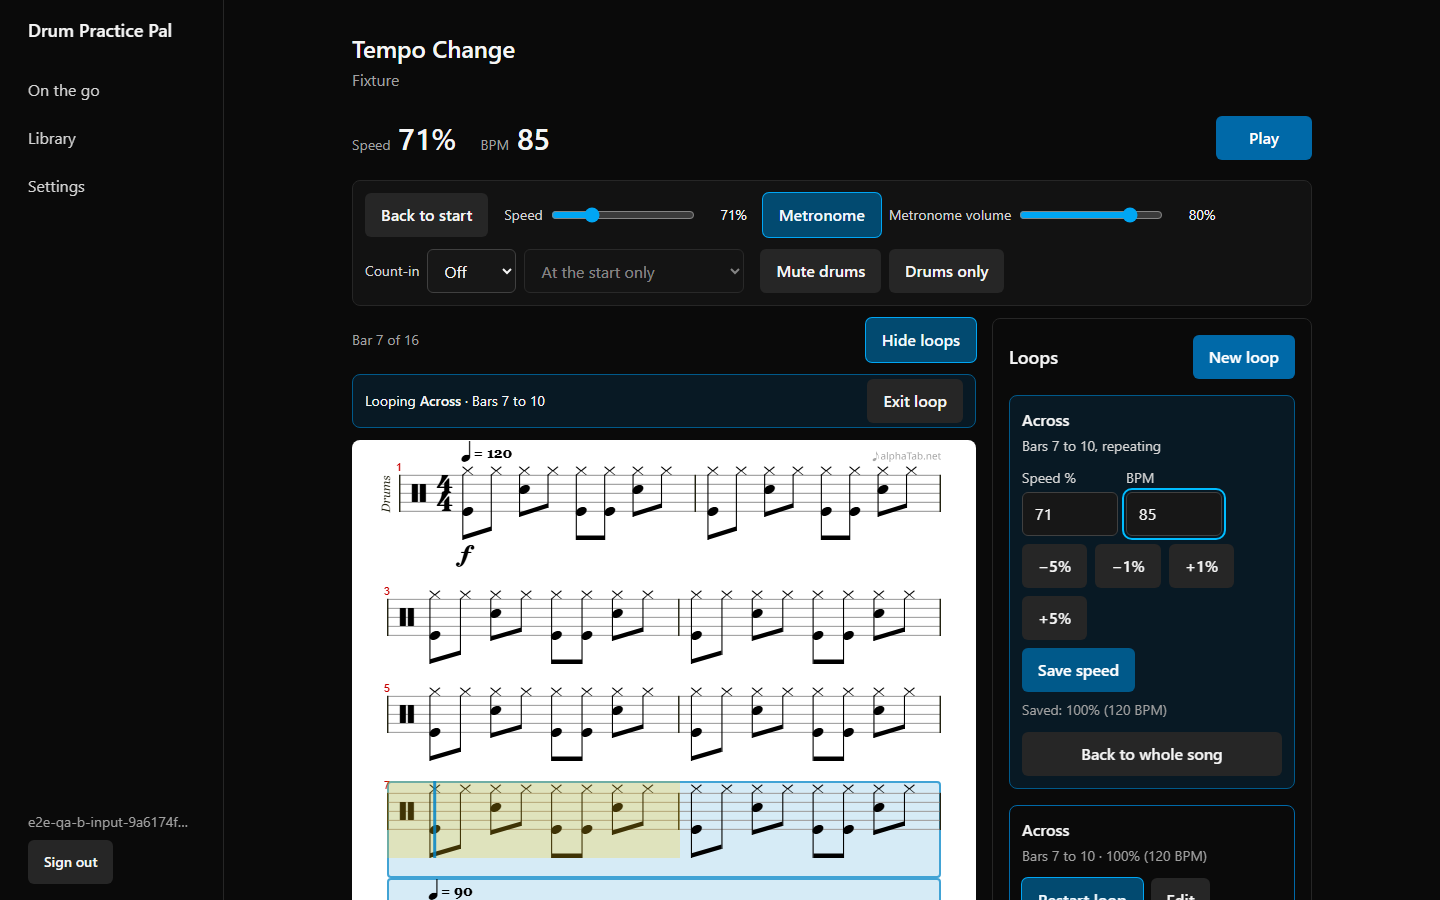 Drum Practice Pal
On the go
Library
Settings
e2e-qa-b-input-9a6174f...
Sign out
Tempo Change
Fixture
Speed 71% BPM 85
Play
Back to start Speed 71% Metronome Metronome volume 80%
Count-in Off At the start only Mute drums Drums only
Bar 7 of 16
Hide loops
Looping Across · Bars 7 to 10
Exit loop
= 120
alphaTab.net
1
Drums
4
4
f
3
5
7
= 90
Loops
New loop
Across
Bars 7 to 10, repeating
Speed % BPM
71 85
−5% −1% +1%
+5%
Save speed
Saved: 100% (120 BPM)
Back to whole song
Across
Bars 7 to 10 · 100% (120 BPM)
Restart loop Edit